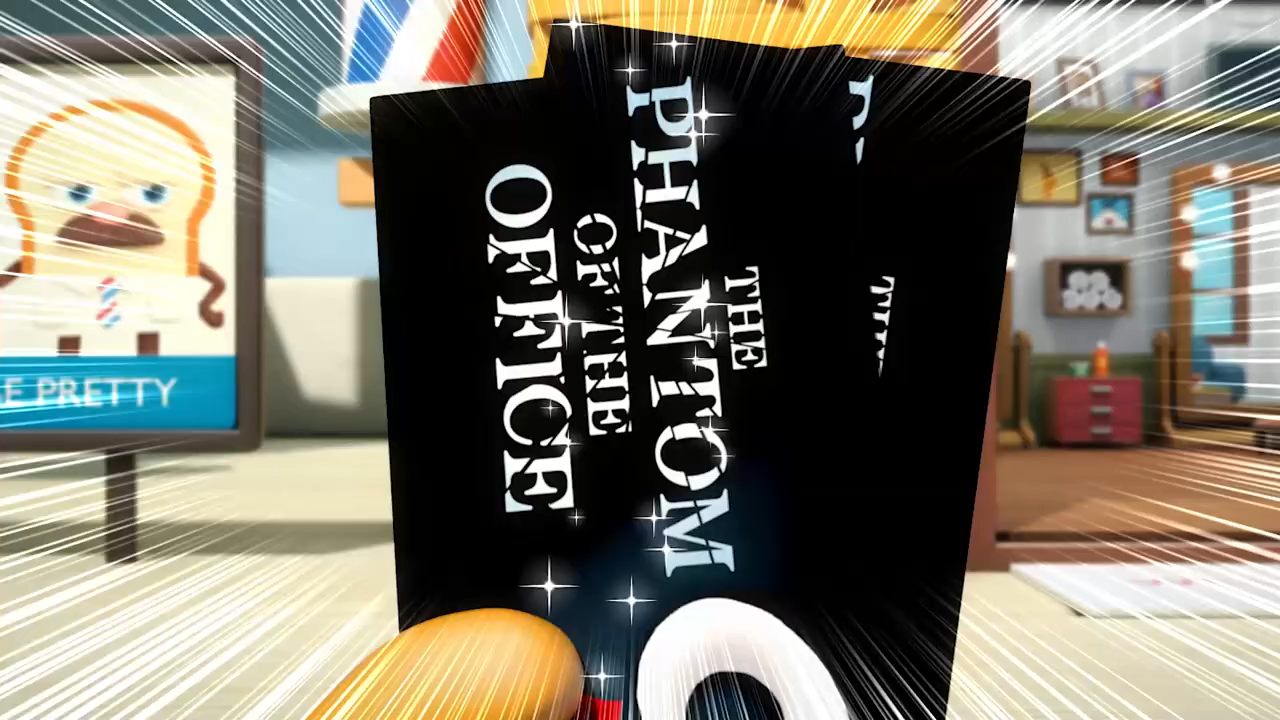 THE
PHANTOM
OF THE
OFFICE
E PRETTY